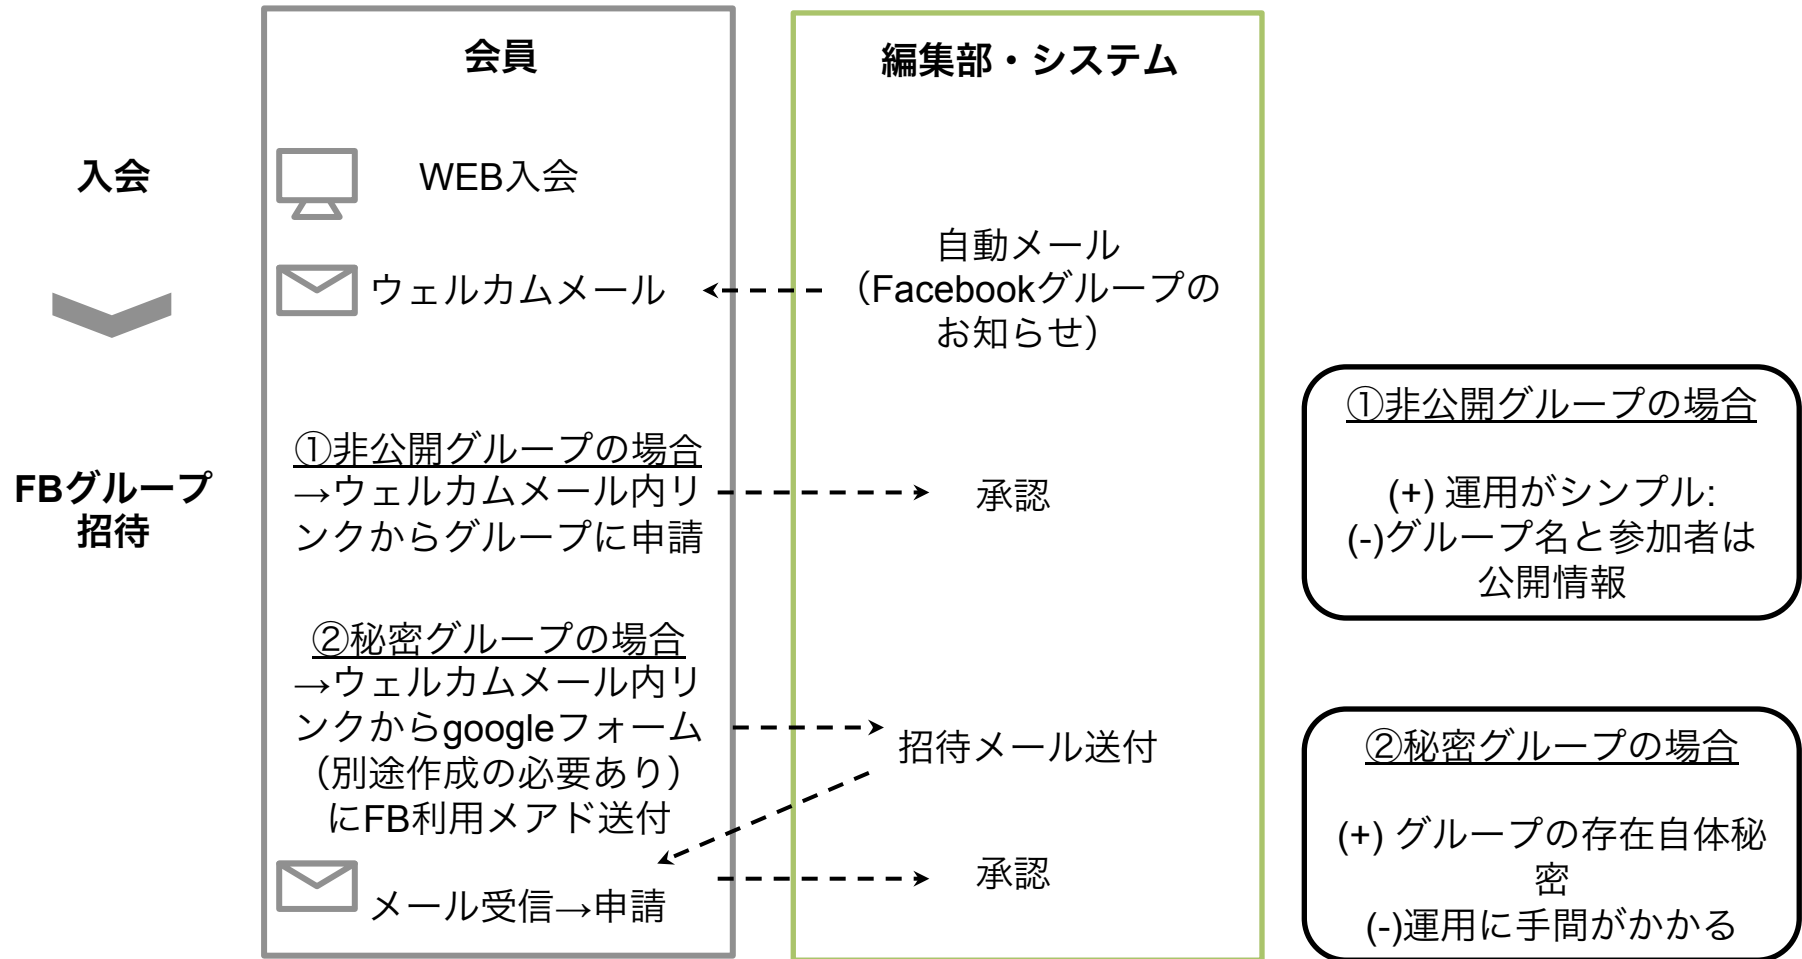 会員
編集部・システム
入会
WEB入会
ウェルカムメール
自動メール
（Facebookグループの
お知らせ）
FBグループ
招待
①非公開グループの場合
→ウェルカムメール内リ
ンクからグループに申請
承認
②秘密グループの場合
→ウェルカムメール内リ
ンクからgoogleフォーム
（別途作成の必要あり）
にFB利用メアド送付
招待メール送付
メール受信→申請
承認
①非公開グループの場合
(+) 運用がシンプル:
(-)グループ名と参加者は
公開情報
②秘密グループの場合
(+) グループの存在自体秘
密
(-)運用に手間がかかる